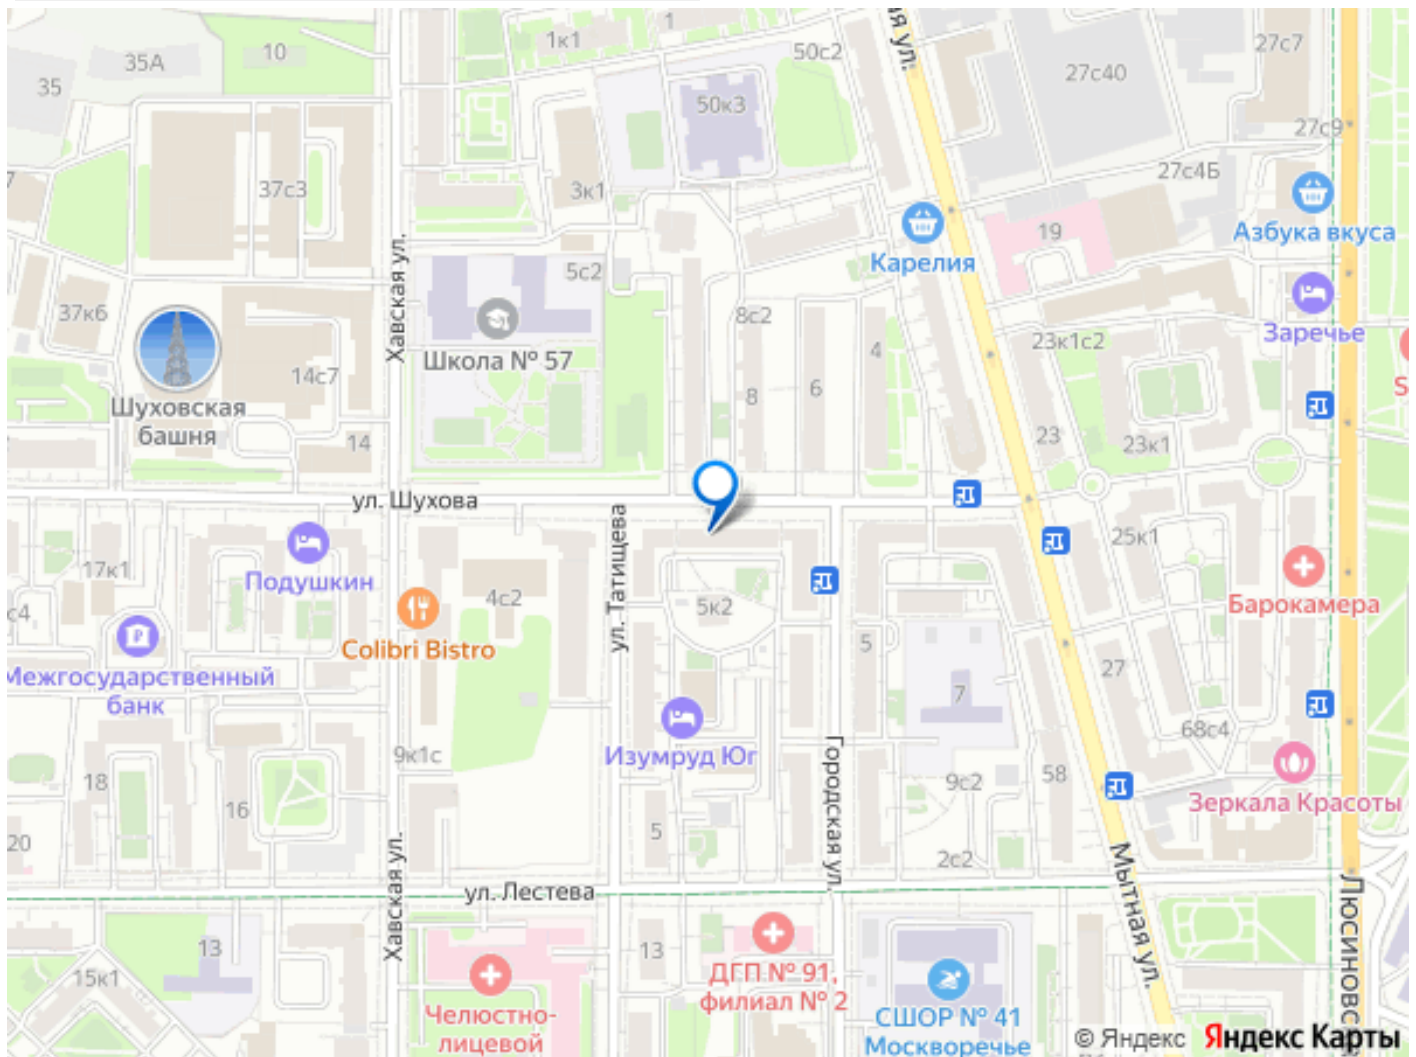 35
35А
10
1к1
1
50с2
ая ул.
27с7
27с40
50к3
27с9
27с4Б
7
37с3
3к1
Карелия
19
Азбука вкуса
37к6
Хавская ул.
5с2
8с2
Заречье
Школа № 57
4
23к1с2
14с7
8
6
Шуховская
башня
14
23
23к1
ул. Шухова
ул. Татищева
25к1
17к1
Подушкин
4с2
5к2
Барокамера
с4
Colibri Bistro
5
Межгосударственный
банк
7
27
68с4
Изумруд Юг
9к1с
Городская ул.
58
9с2
18
16
Зеркала Красоты
20
5
2с2
Хавская ул.
ул. Лестева
Мытная ул.
Люсиновс
13
13
15к1
ДГП № 91,
филиал № 2
Челюстно-
лицевой
СШОР № 41
Москворечье
© Яндекс Яндекс Карты